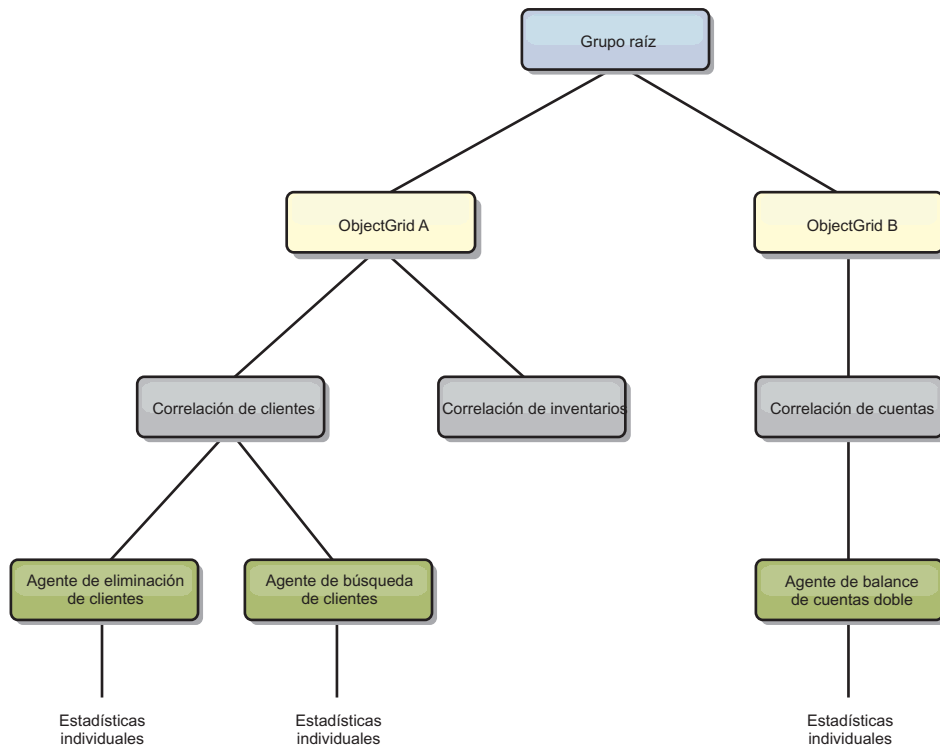 Grupo raíz
ObjectGrid A
ObjectGrid B
Correlación de clientes
Correlación de inventarios
Correlación de cuentas
Agente de eliminación
de clientes
Agente de búsqueda
de clientes
Agente de balance
de cuentas doble
Estadísticas
individuales
Estadísticas
individuales
Estadísticas
individuales